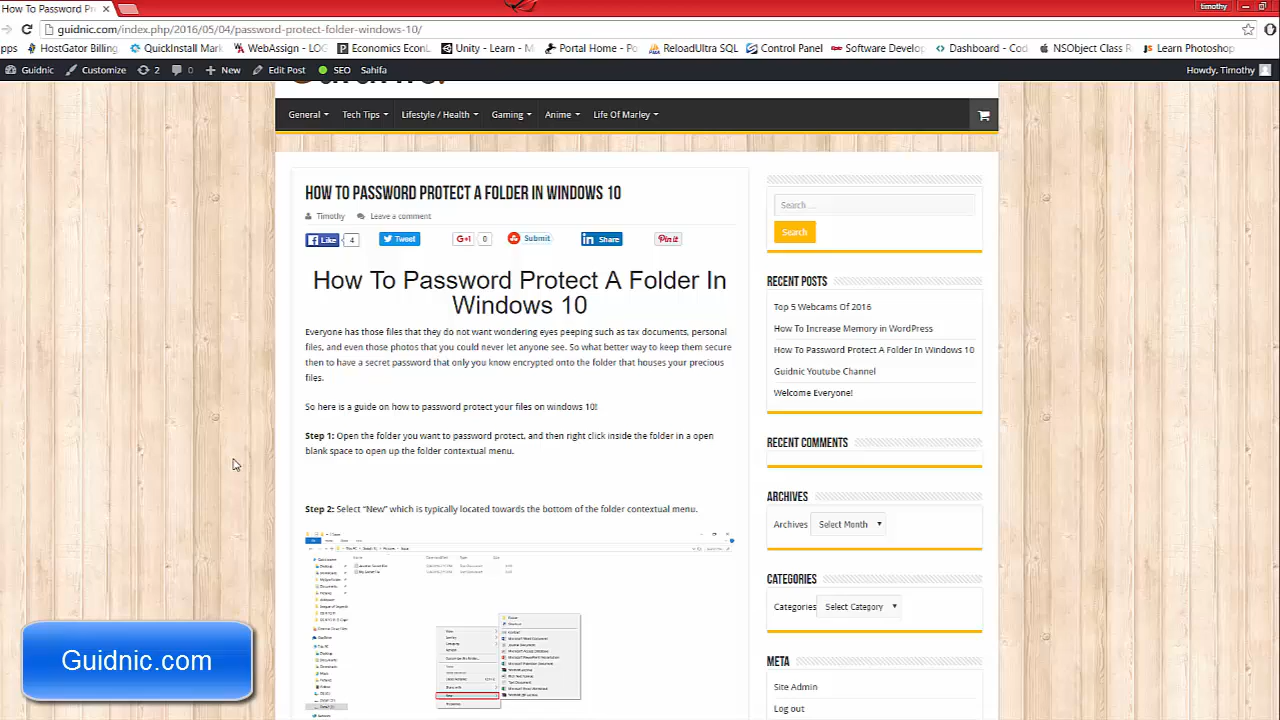 How To Password Pr
Timothy
guidnic.com/index.php/2016/05/04/password-protect-folder-windows-10/
pps HostGator Billing QuickInstall Mark WebAssign - LOG Economics EconL Unity - Learn - M Portal Home - Po ReloadUltra SQL Control Panel Software Develop Dashboard - Cod NSObject Class R Learn Photoshop
Guidnic Customize 2 0 New Edit Post SEO Sahifa Howdy, Timothy
General Tech Tips Lifestyle / Health Gaming Anime Life Of Marley
HOW TO PASSWORD PROTECT A FOLDER IN WINDOWS 10
Timothy Leave a comment
Like 4 Tweet G+1 0 Submit in Share Pin it
How To Password Protect A Folder In
Windows 10
Everyone has those files that they do not want wondering eyes peeping such as tax documents, personal
files, and even those photos that you could never let anyone see. So what better way to keep them secure
then to have a secret password that only you know encrypted onto the folder that houses your precious
files.
So here is a guide on how to password protect your files on windows 10!
Step 1: Open the folder you want to password protect, and then right click inside the folder in a open
blank space to open up the folder contextual menu.
Step 2: Select "New" which is typically located towards the bottom of the folder contextual menu.
Search ...
Search
RECENT POSTS
Top 5 Webcams Of 2016
How To Increase Memory in WordPress
How To Password Protect A Folder In Windows 10
Guidnic Youtube Channel
Welcome Everyone!
RECENT COMMENTS
ARCHIVES
Archives Select Month
CATEGORIES
Categories Select Category
META
Site Admin
Log out
Guidnic.com